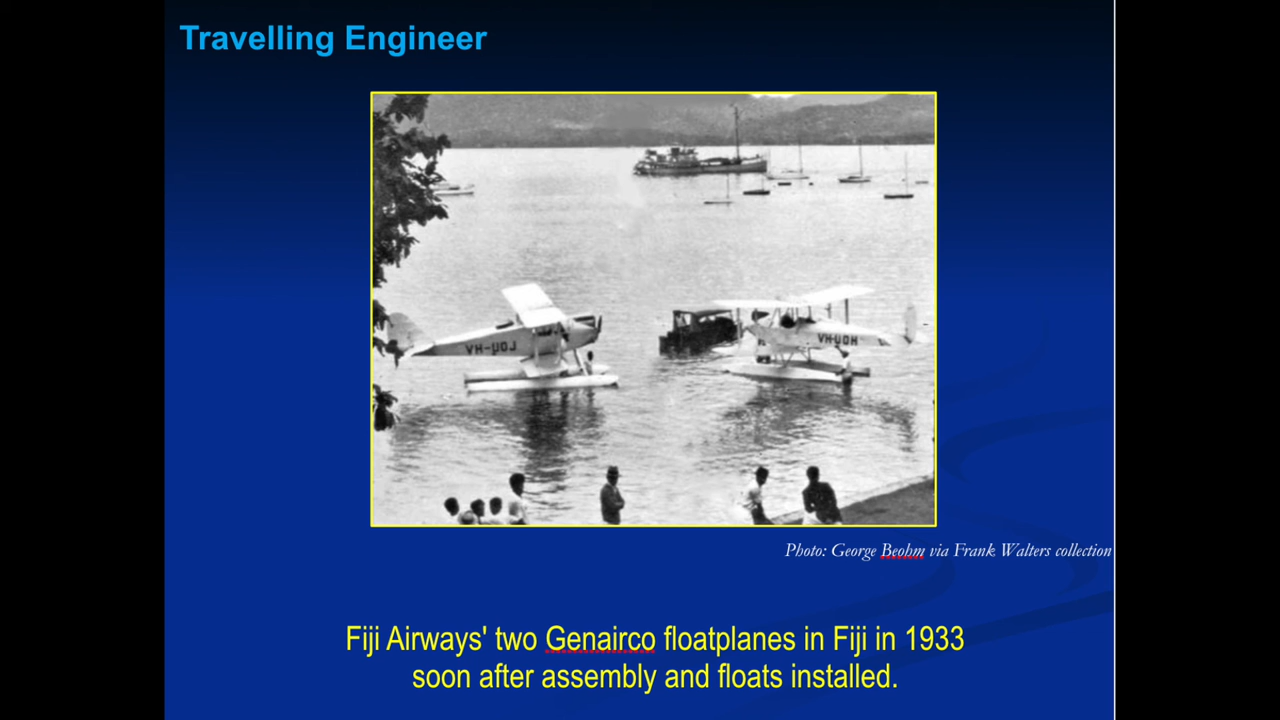 Travelling Engineer
VH-UOJ
VH-UOH
Photo: George Beohm via Frank Walters collection
Fiji Airways' two Genairco floatplanes in Fiji in 1933
soon after assembly and floats installed.